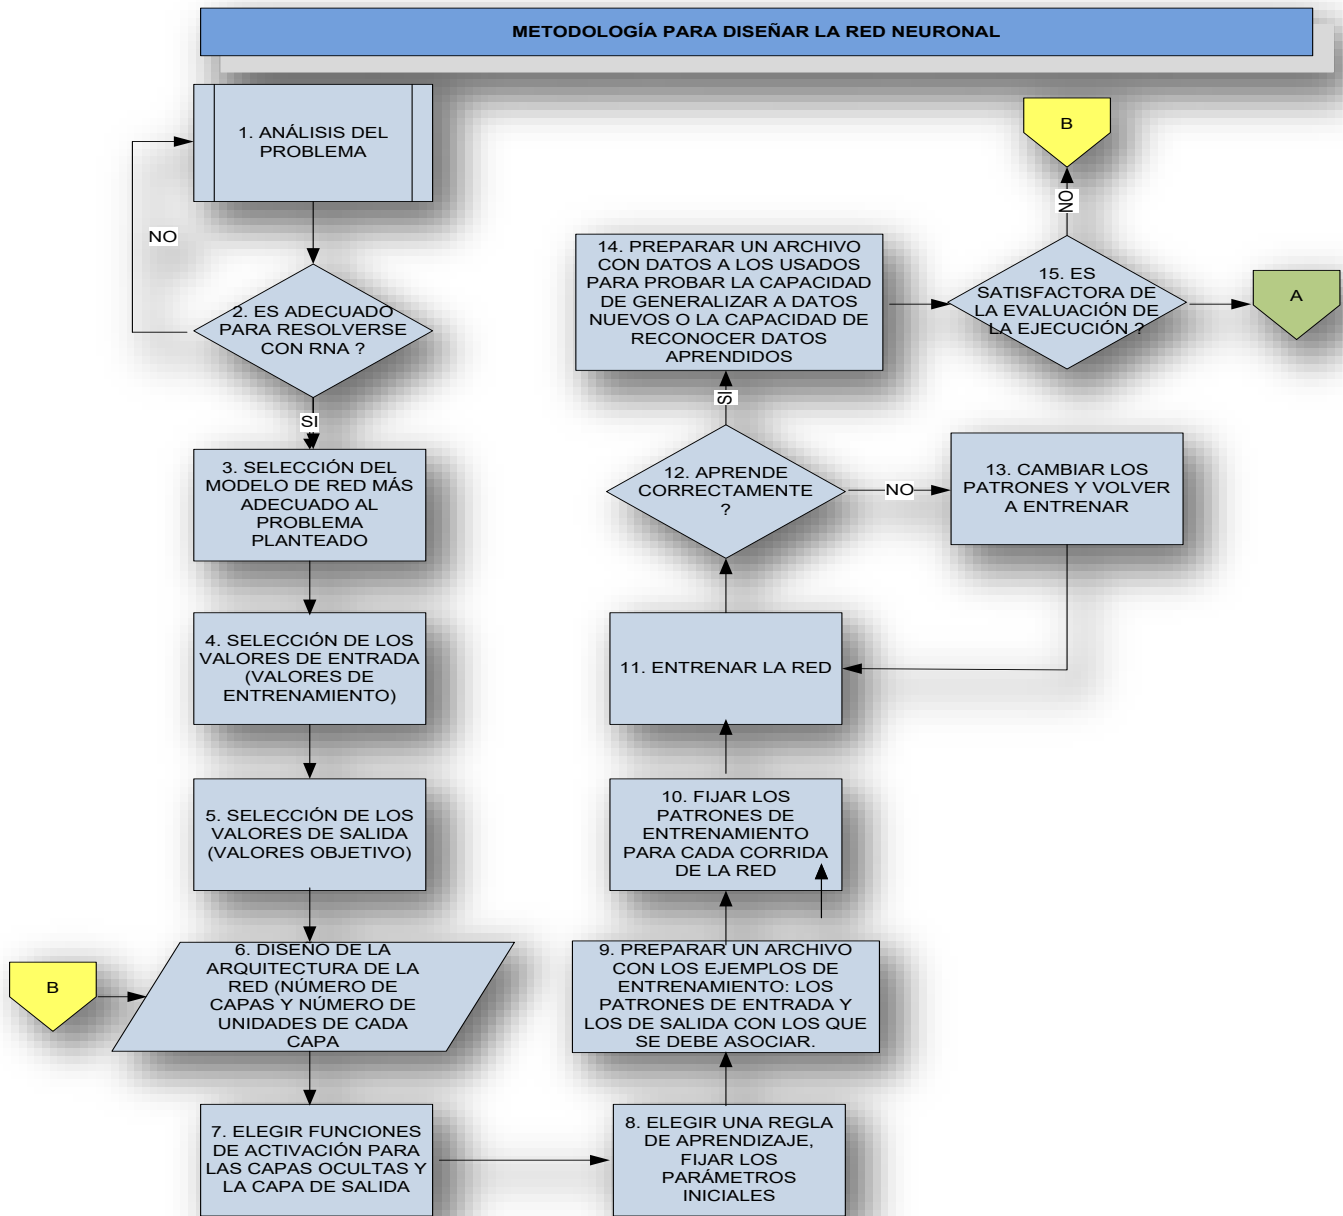 METODOLOGÍA PARA DISEÑAR LA RED NEURONAL
1. ANÁLISIS DEL
PROBLEMA
NO
2. ES ADECUADO
PARA RESOLVERSE
CON RNA ?
SI
3. SELECCIÓN DEL
MODELO DE RED MÁS
ADECUADO AL
PROBLEMA
PLANTEADO
4. SELECCIÓN DE LOS
VALORES DE ENTRADA
(VALORES DE
ENTRENAMIENTO)
5. SELECCIÓN DE LOS
VALORES DE SALIDA
(VALORES OBJETIVO)
B
6. DISEÑO DE LA
ARQUITECTURA DE LA
RED (NÚMERO DE
CAPAS Y NÚMERO DE
UNIDADES DE CADA
CAPA
7. ELEGIR FUNCIONES
DE ACTIVACIÓN PARA
LAS CAPAS OCULTAS Y
LA CAPA DE SALIDA
8. ELEGIR UNA REGLA
DE APRENDIZAJE,
FIJAR LOS
PARÁMETROS
INICIALES
9. PREPARAR UN ARCHIVO
CON LOS EJEMPLOS DE
ENTRENAMIENTO: LOS
PATRONES DE ENTRADA Y
LOS DE SALIDA CON LOS QUE
SE DEBE ASOCIAR.
10. FIJAR LOS
PATRONES DE
ENTRENAMIENTO
PARA CADA CORRIDA
DE LA RED
11. ENTRENAR LA RED
12. APRENDE
CORRECTAMENTE
?
NO
13. CAMBIAR LOS
PATRONES Y VOLVER
A ENTRENAR
SI
14. PREPARAR UN ARCHIVO
CON DATOS A LOS USADOS
PARA PROBAR LA CAPACIDAD
DE GENERALIZAR A DATOS
NUEVOS O LA CAPACIDAD DE
RECONOCER DATOS
APRENDIDOS
15. ES
SATISFACTORA DE
LA EVALUACIÓN DE
LA EJECUCIÓN ?
NO
B
A